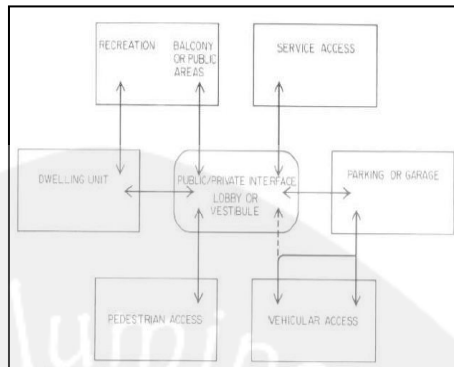 RECREATION
BALCONY
OR PUBLIC
AREAS
SERVICE ACCESS
DWELLING UNIT
PUBLIC/PRIVATE INTERFACE
LOBBY OR
VESTIBULE
PARKING OR GARAGE
PEDESTRIAN ACCESS
VEHICULAR ACCESS